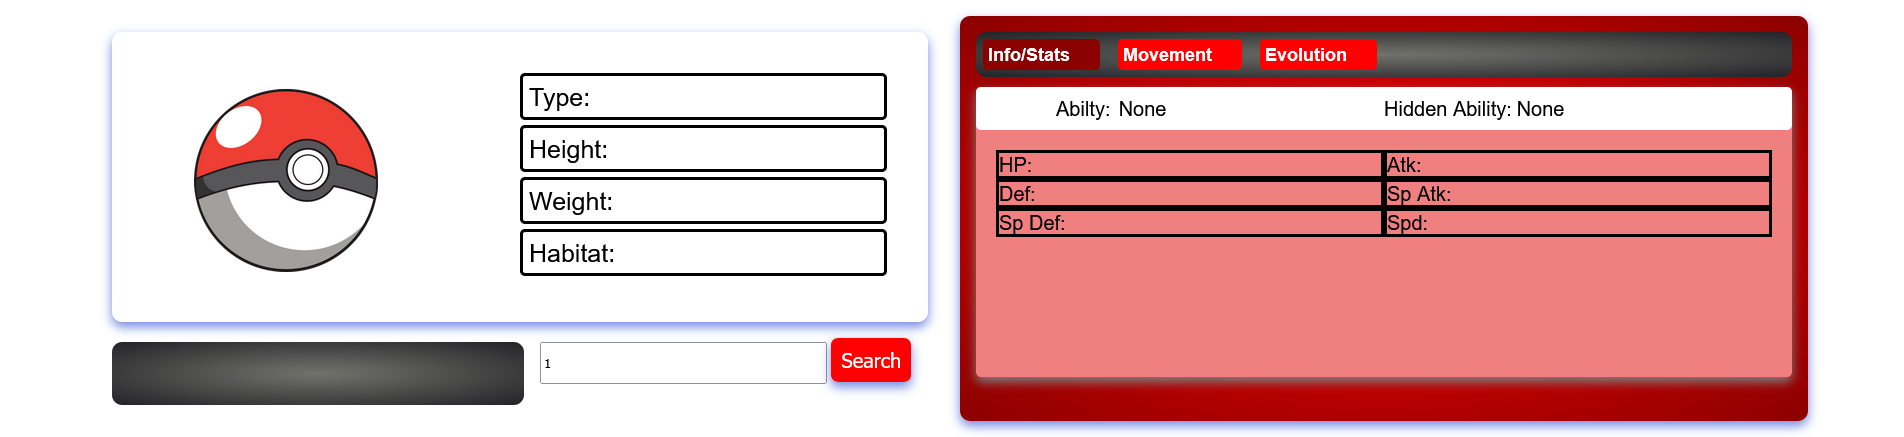 Type:
Height:
Weight:
Habitat:
1
Search
Info/Stats Movement Evolution
Abilty: None Hidden Ability: None
HP: Atk:
Def: Sp Atk:
Sp Def: Spd: